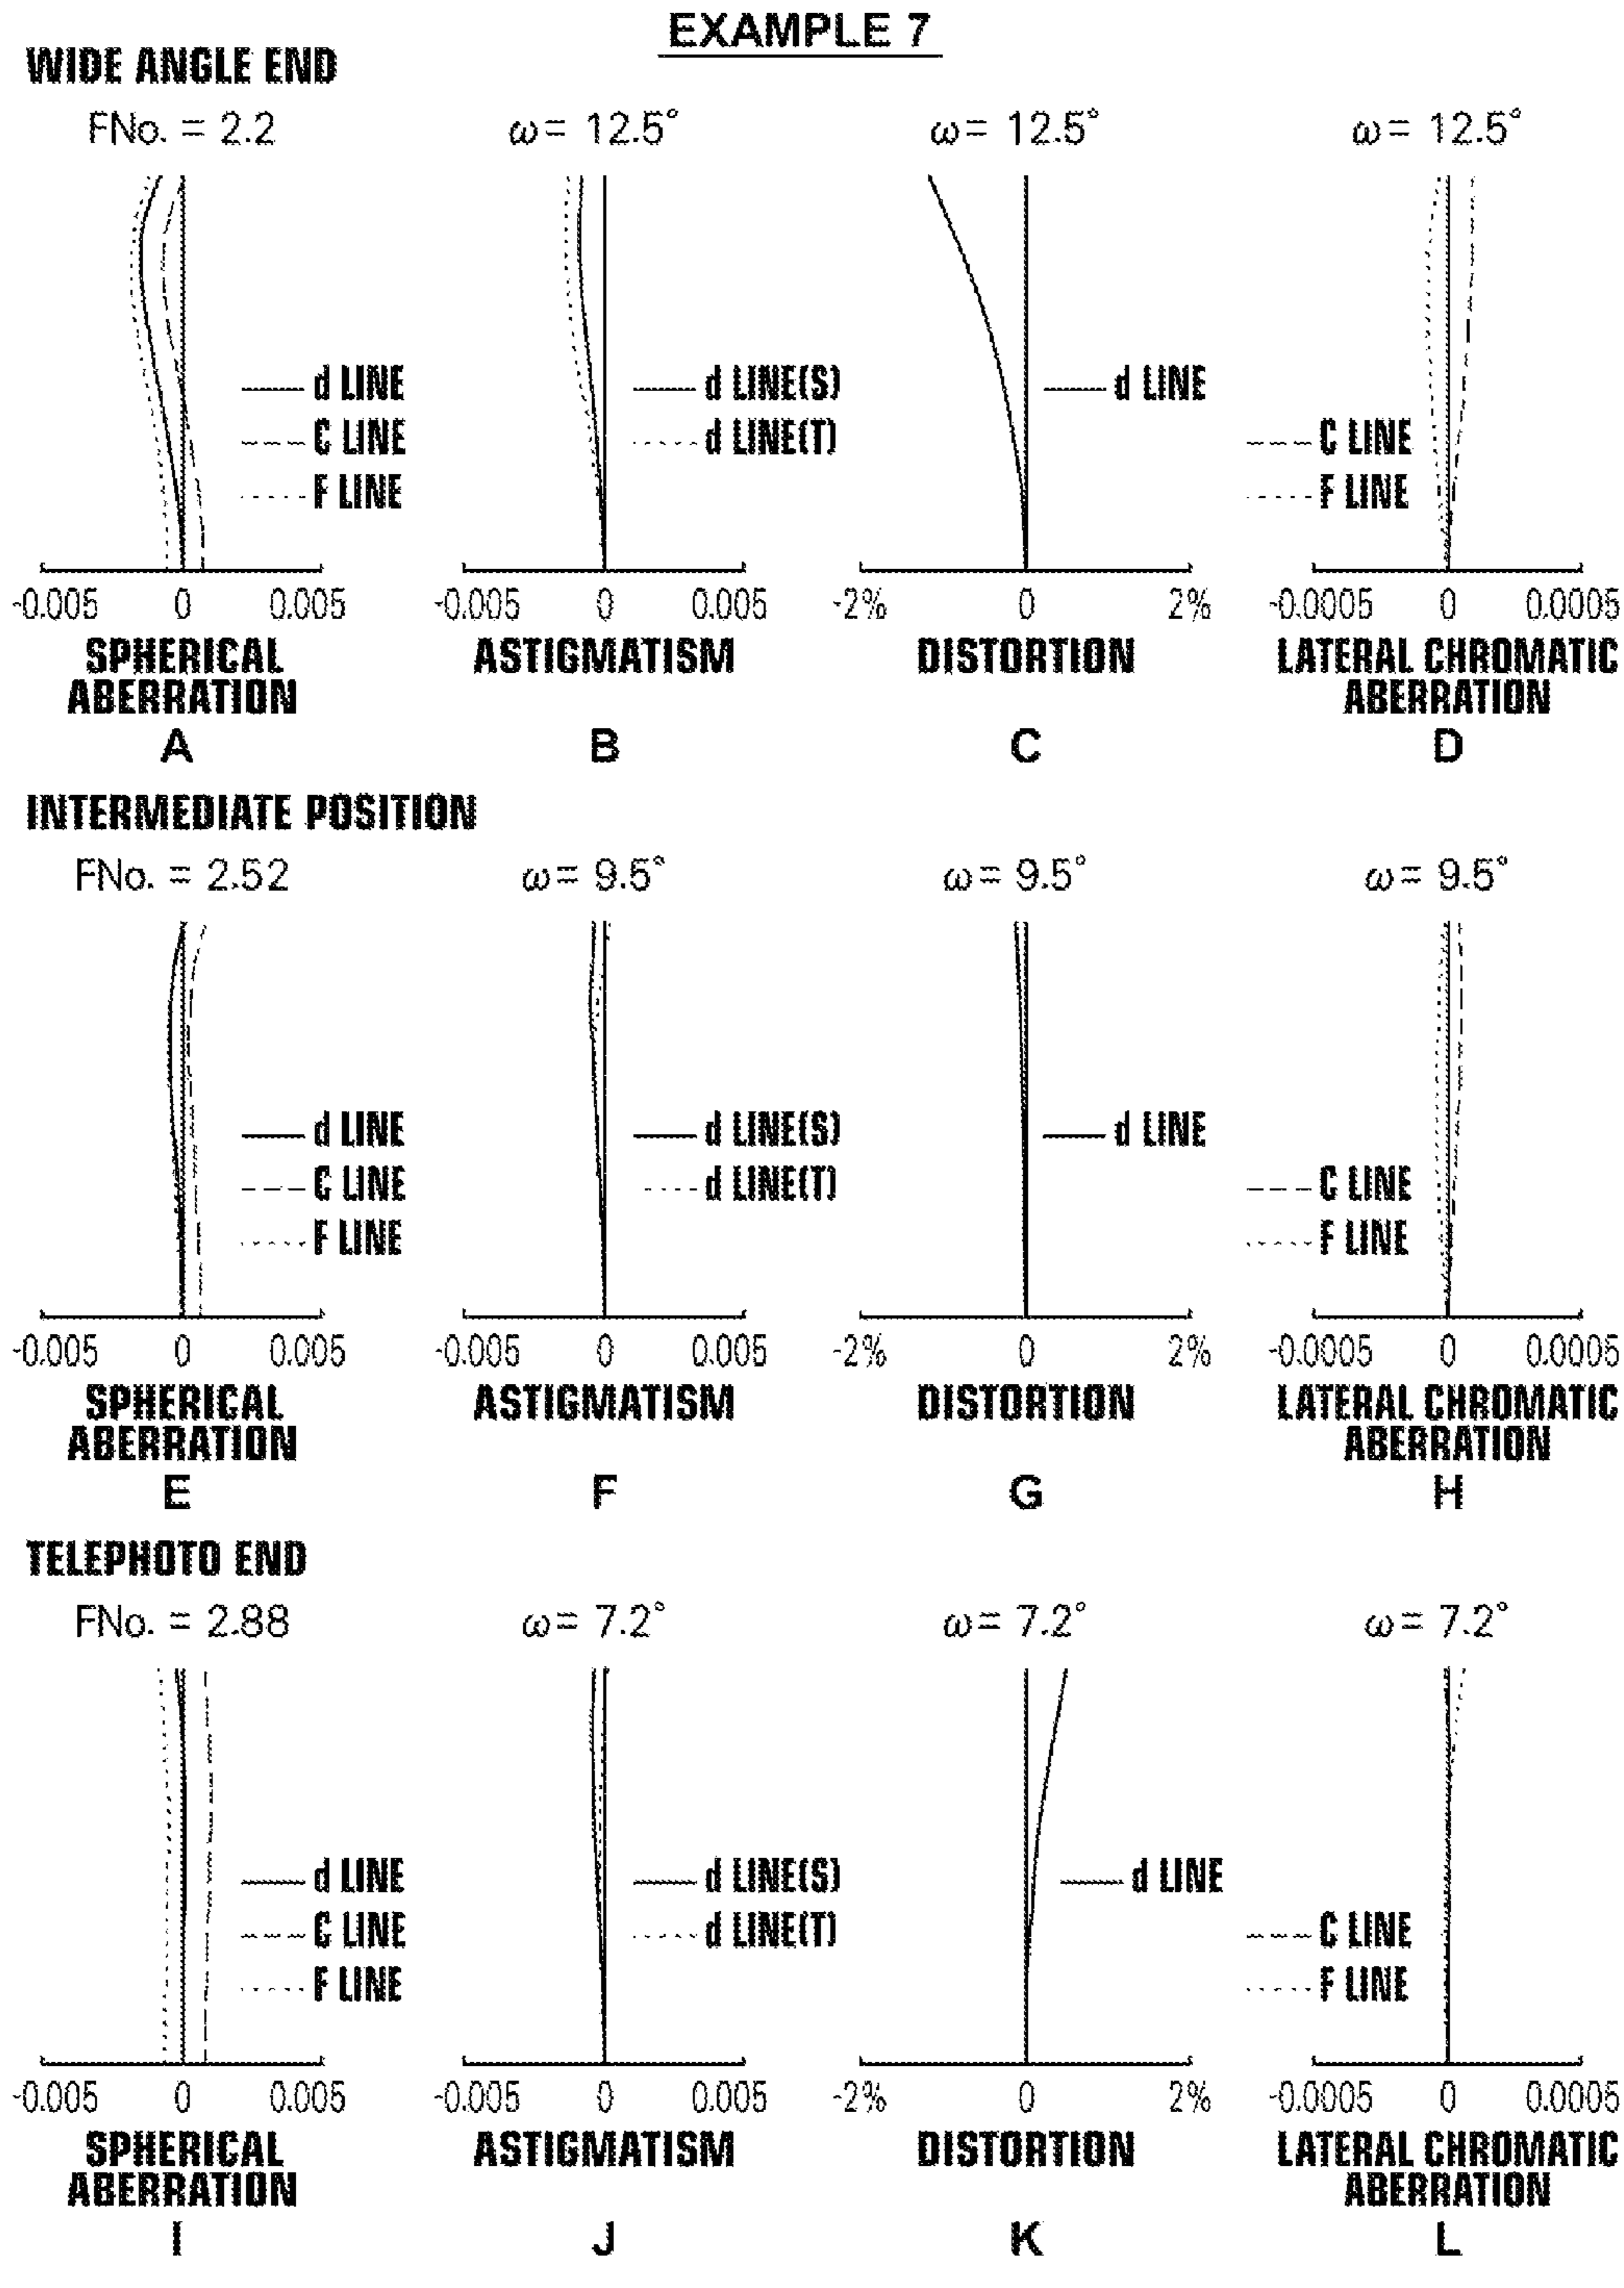 EXAMPLE 7
WIDE ANGLE END
FNo. = 2.2
ω = 12.5°
ω = 12.5°
ω = 12.5°
d LINE
C LINE
F LINE
d LINE(S)
d LINE(T)
d LINE
C LINE
F LINE
-0.005 0 0.005
-0.005 0 0.005
-2% 0 2%
-0.0005 0 0.0005
SPHERICAL
ABERRATION
ASTIGMATISM
DISTORTION
LATERAL CHROMATIC
ABERRATION
A
B
C
D
INTERMEDIATE POSITION
FNo. = 2.52
ω = 9.5°
ω = 9.5°
ω = 9.5°
d LINE
C LINE
F LINE
d LINE(S)
d LINE(T)
d LINE
C LINE
F LINE
-0.005 0 0.005
-0.005 0 0.005
-2% 0 2%
-0.0005 0 0.0005
SPHERICAL
ABERRATION
ASTIGMATISM
DISTORTION
LATERAL CHROMATIC
ABERRATION
E
F
G
H
TELEPHOTO END
FNo. = 2.88
ω = 7.2°
ω = 7.2°
ω = 7.2°
d LINE
C LINE
F LINE
d LINE(S)
d LINE(T)
d LINE
C LINE
F LINE
-0.005 0 0.005
-0.005 0 0.005
-2% 0 2%
-0.0005 0 0.0005
SPHERICAL
ABERRATION
ASTIGMATISM
DISTORTION
LATERAL CHROMATIC
ABERRATION
I
J
K
L